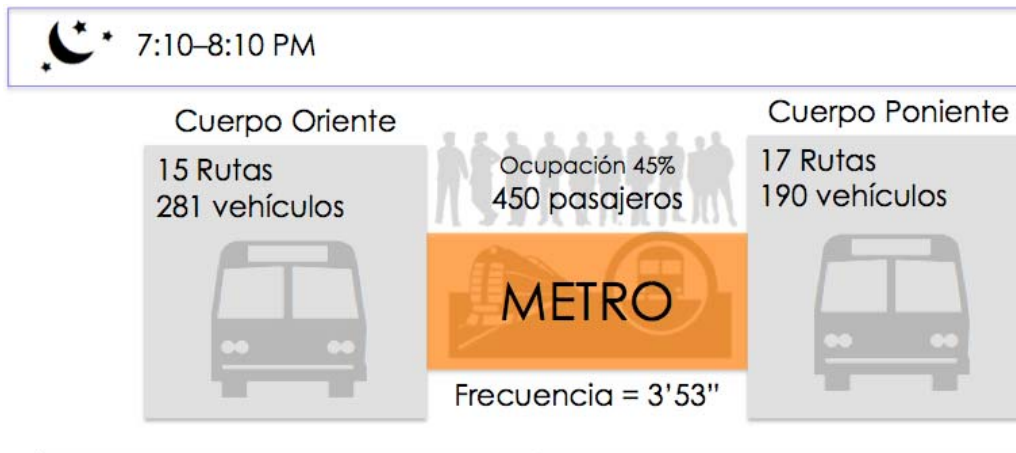 7:10–8:10 PM
Cuerpo Oriente
15 Rutas
281 vehículos
Ocupación 45%
450 pasajeros
METRO
Frecuencia = 3’53”
Cuerpo Poniente
17 Rutas
190 vehículos